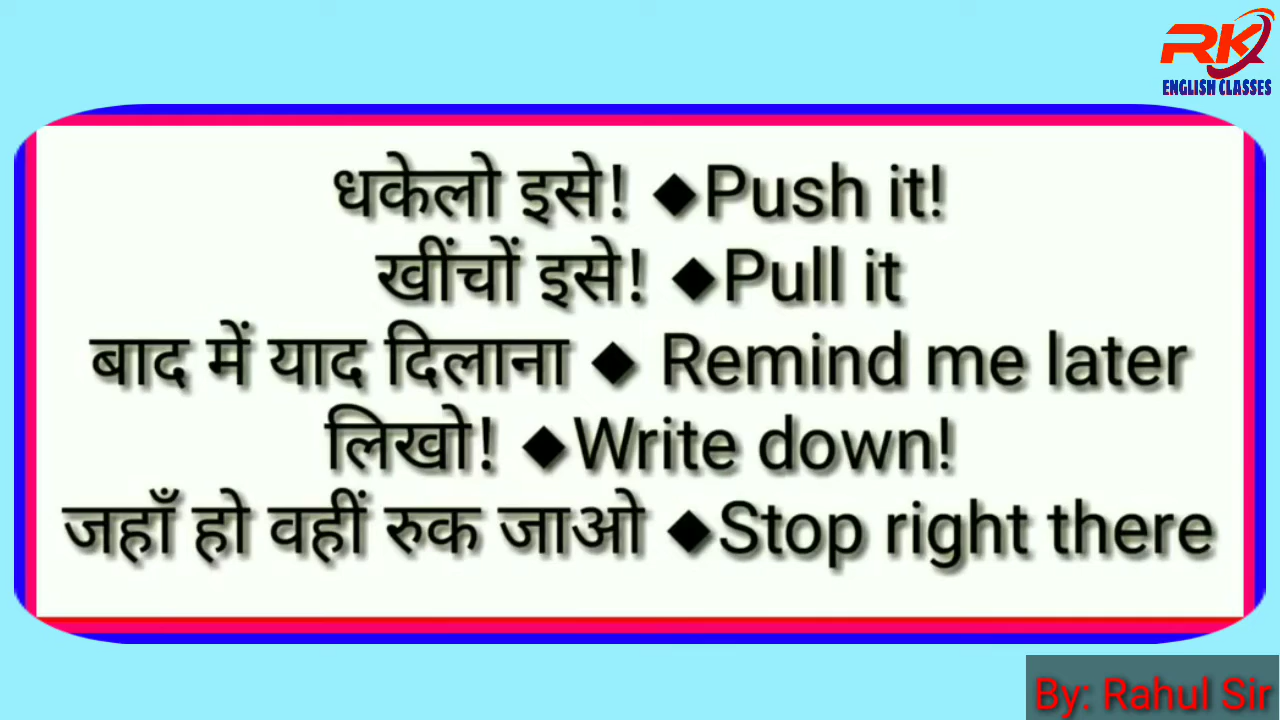 RK
ENGLISH CLASSES
धकेलो इसे! ◆Push it!
खींचों इसे! ◆Pull it
बाद में याद दिलाना ◆ Remind me later
लिखो! ◆Write down!
जहाँ हो वहीं रुक जाओ ◆Stop right there
By: Rahul Sir